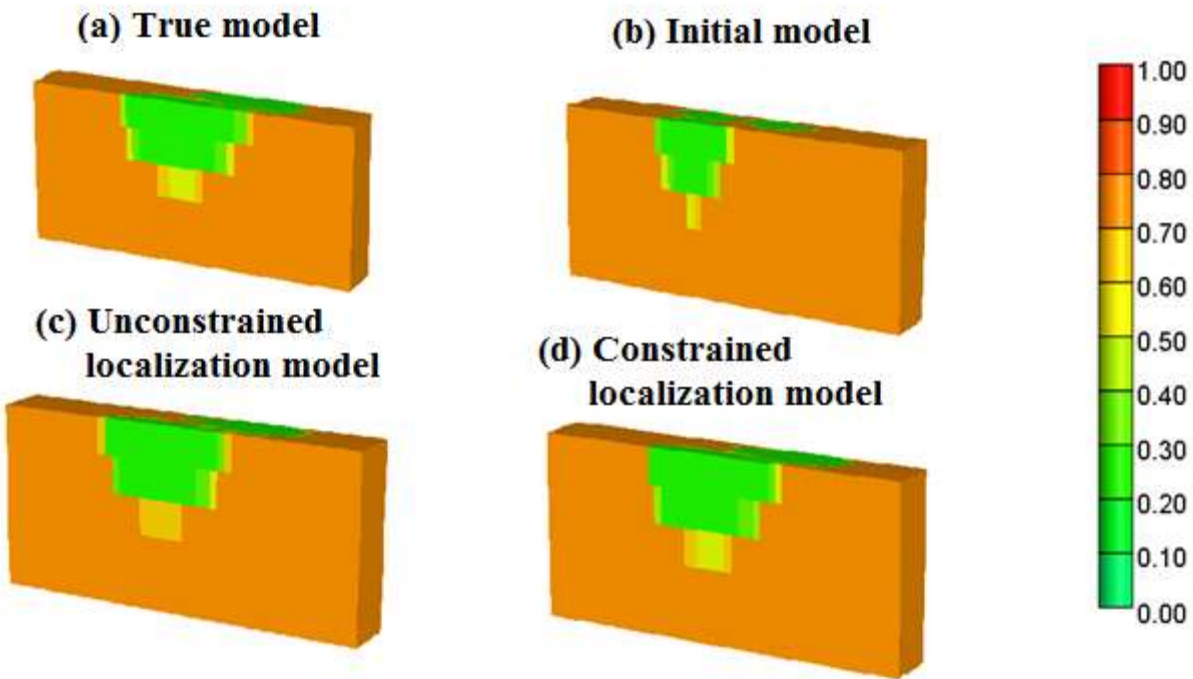 (a) True model
(b) Initial model
(c) Unconstrained
localization model
(d) Constrained
localization model
1.00
0.90
0.80
0.70
0.60
0.50
0.40
0.30
0.20
0.10
0.00